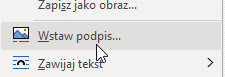 Zapisz jako obraz...
Wstaw podpis...
Zawijaj tekst